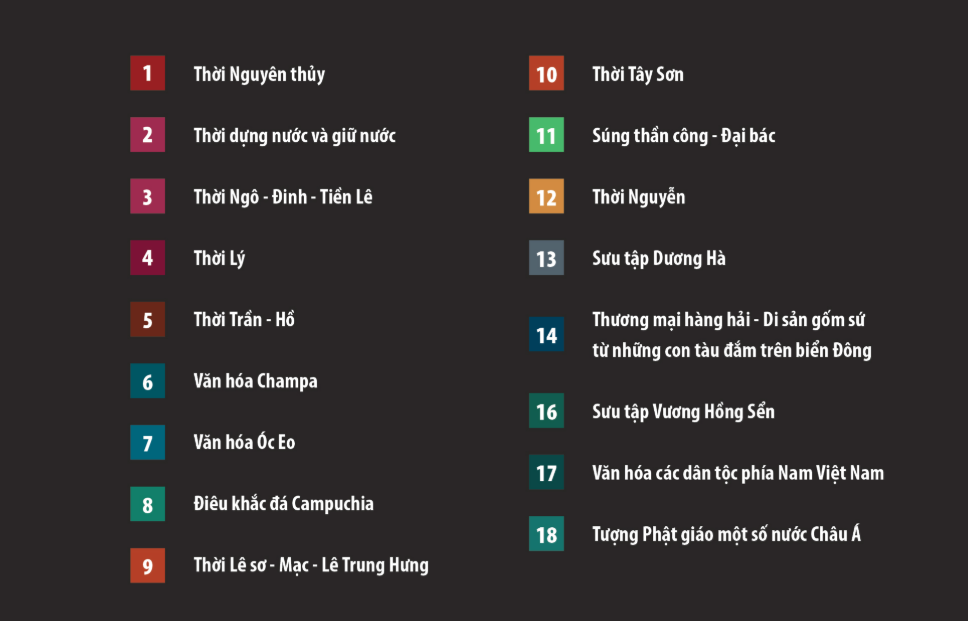 1 Thời Nguyên thủy
2 Thời dựng nước và giữ nước
3 Thời Ngô - Đinh - Tiền Lê
4 Thời Lý
5 Thời Trần - Hồ
6 Văn hóa Champa
7 Văn hóa Óc Eo
8 Điêu khắc đá Campuchia
9 Thời Lê sơ - Mạc - Lê Trung Hưng
10 Thời Tây Sơn
11 Súng thần công - Đại bác
12 Thời Nguyễn
13 Sưu tập Dương Hà
14 Thương mại hàng hải - Di sản gốm sứ
từ những con tàu đắm trên biển Đông
16 Sưu tập Vương Hồng Sển
17 Văn hóa các dân tộc phía Nam Việt Nam
18 Tượng Phật giáo một số nước Châu Á